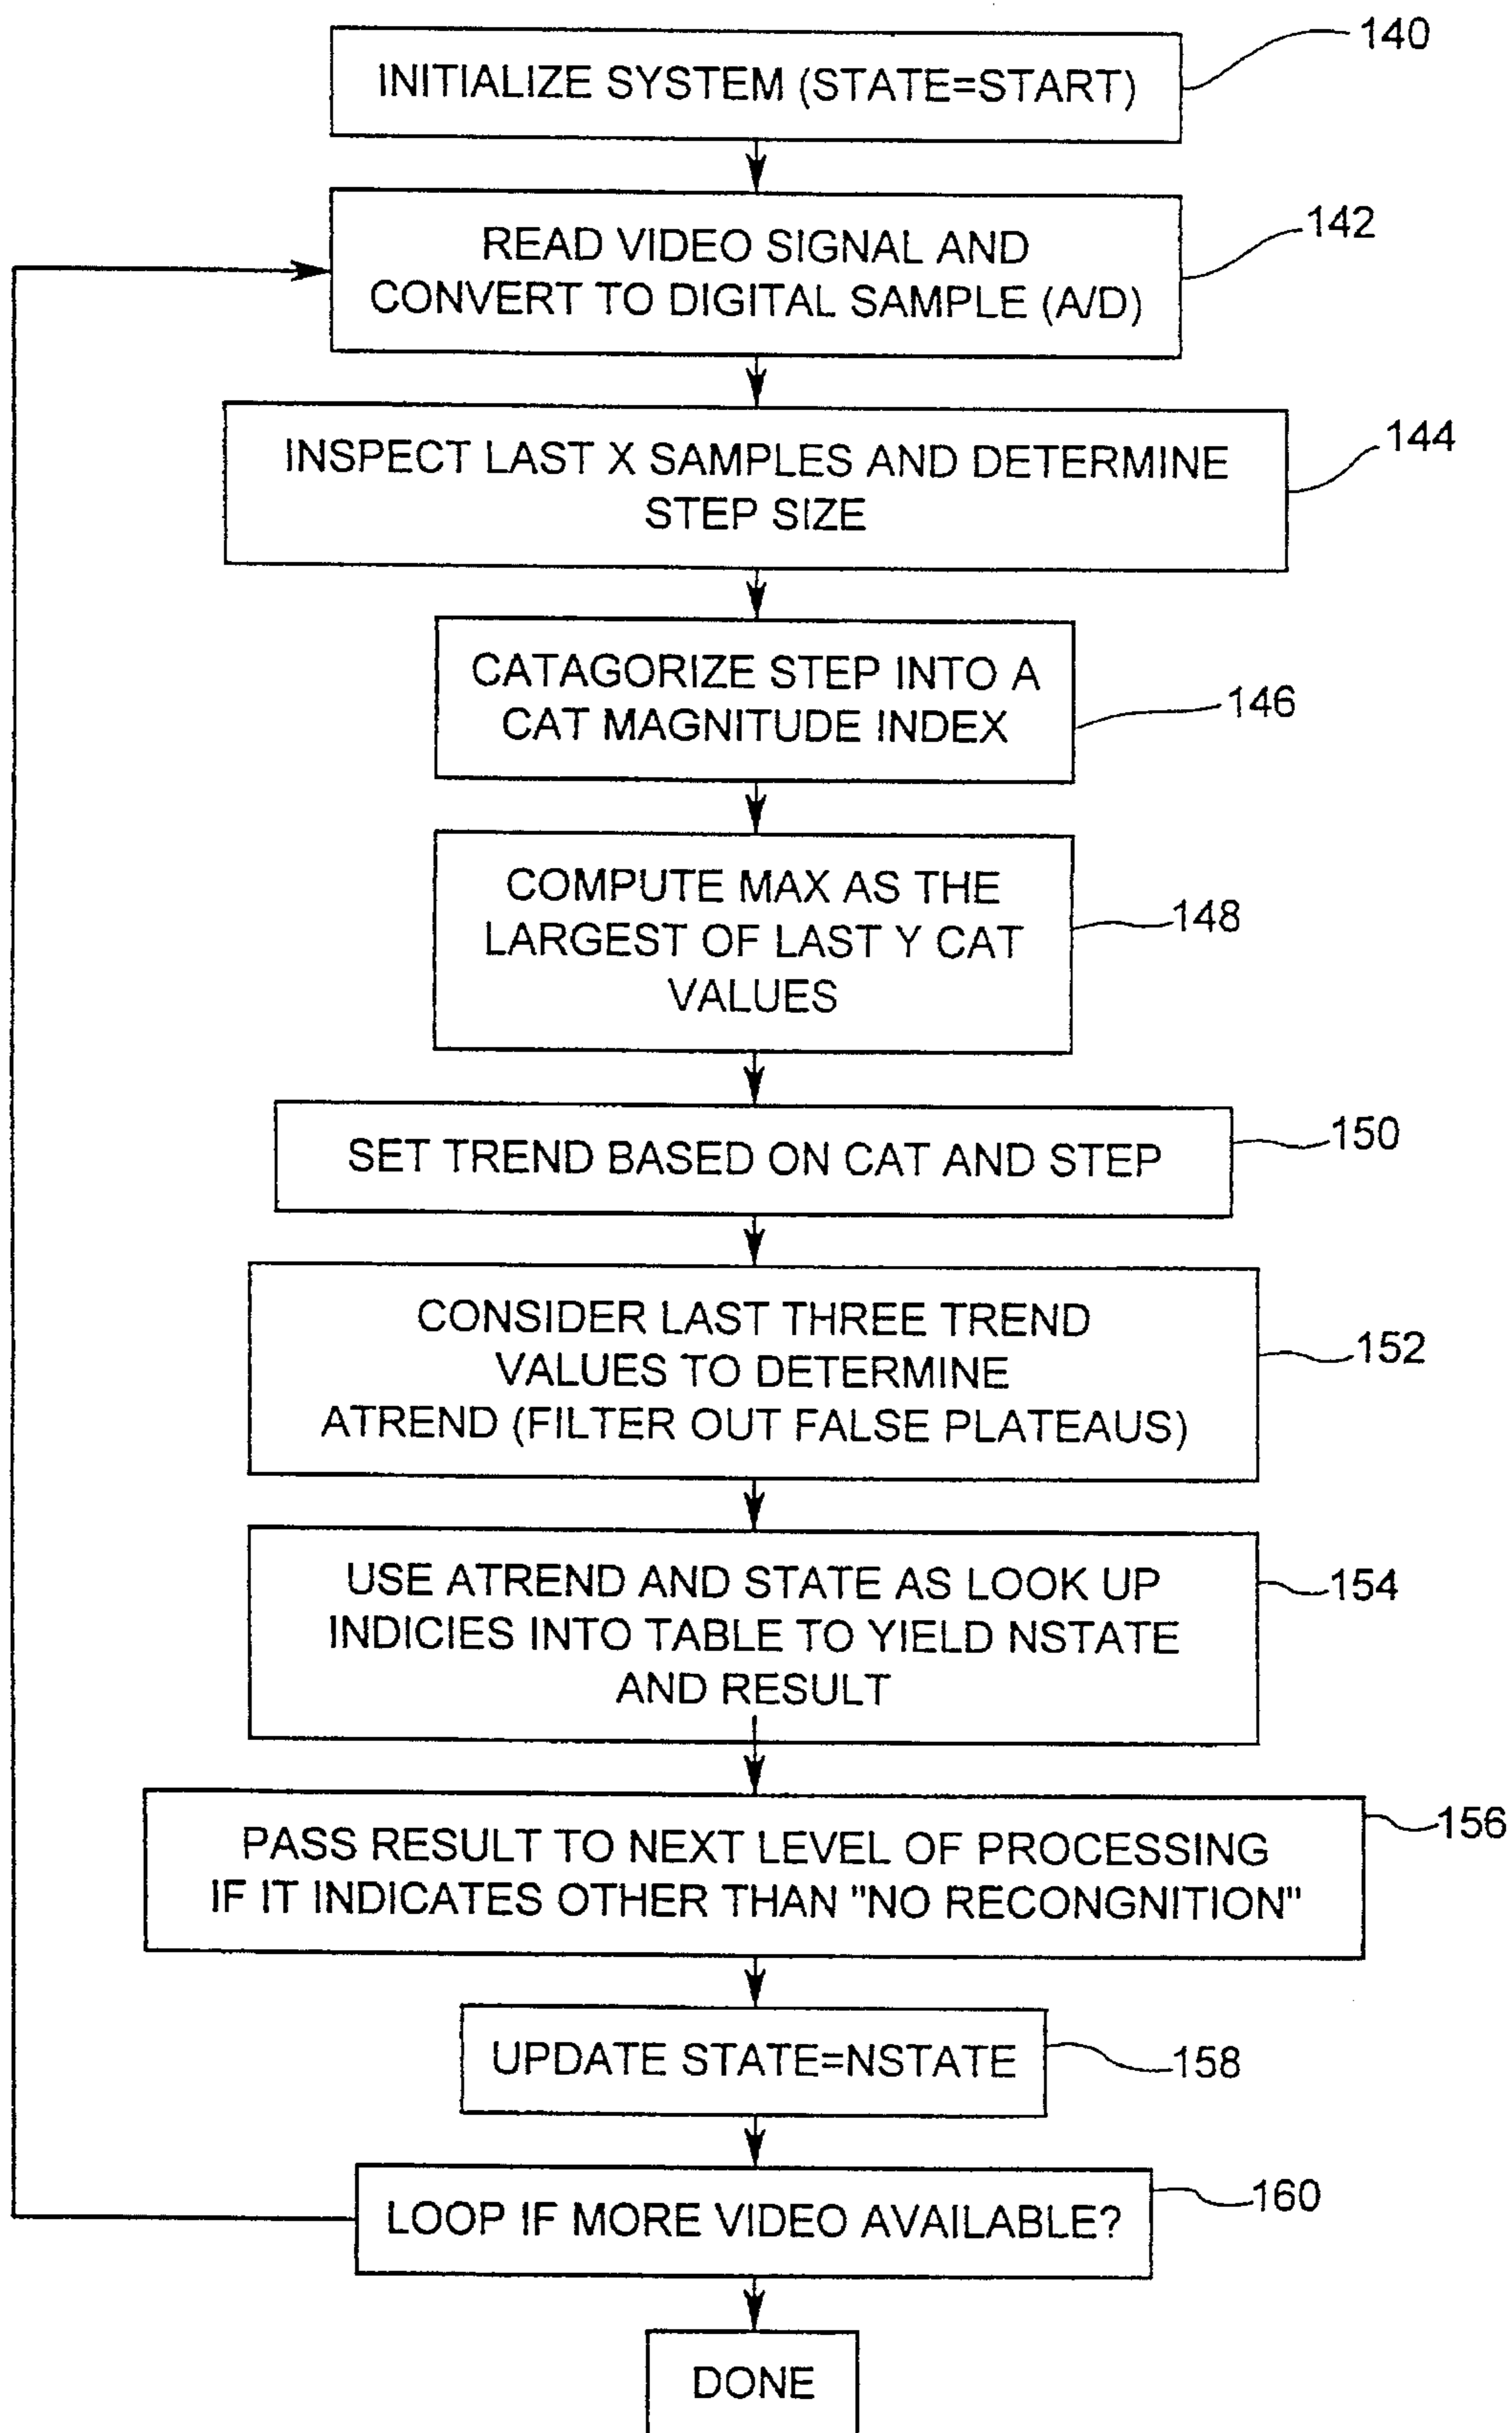 INITIALIZE SYSTEM (STATE=START)
140
READ VIDEO SIGNAL AND
CONVERT TO DIGITAL SAMPLE (A/D)
142
INSPECT LAST X SAMPLES AND DETERMINE
STEP SIZE
144
CATAGORIZE STEP INTO A
CAT MAGNITUDE INDEX
146
COMPUTE MAX AS THE
LARGEST OF LAST Y CAT
VALUES
148
SET TREND BASED ON CAT AND STEP
150
CONSIDER LAST THREE TREND
VALUES TO DETERMINE
ATREND (FILTER OUT FALSE PLATEAUS)
152
USE ATREND AND STATE AS LOOK UP
INDICIES INTO TABLE TO YIELD NSTATE
AND RESULT
154
PASS RESULT TO NEXT LEVEL OF PROCESSING
IF IT INDICATES OTHER THAN "NO RECONGNITION"
156
UPDATE STATE=NSTATE
158
LOOP IF MORE VIDEO AVAILABLE?
160
DONE